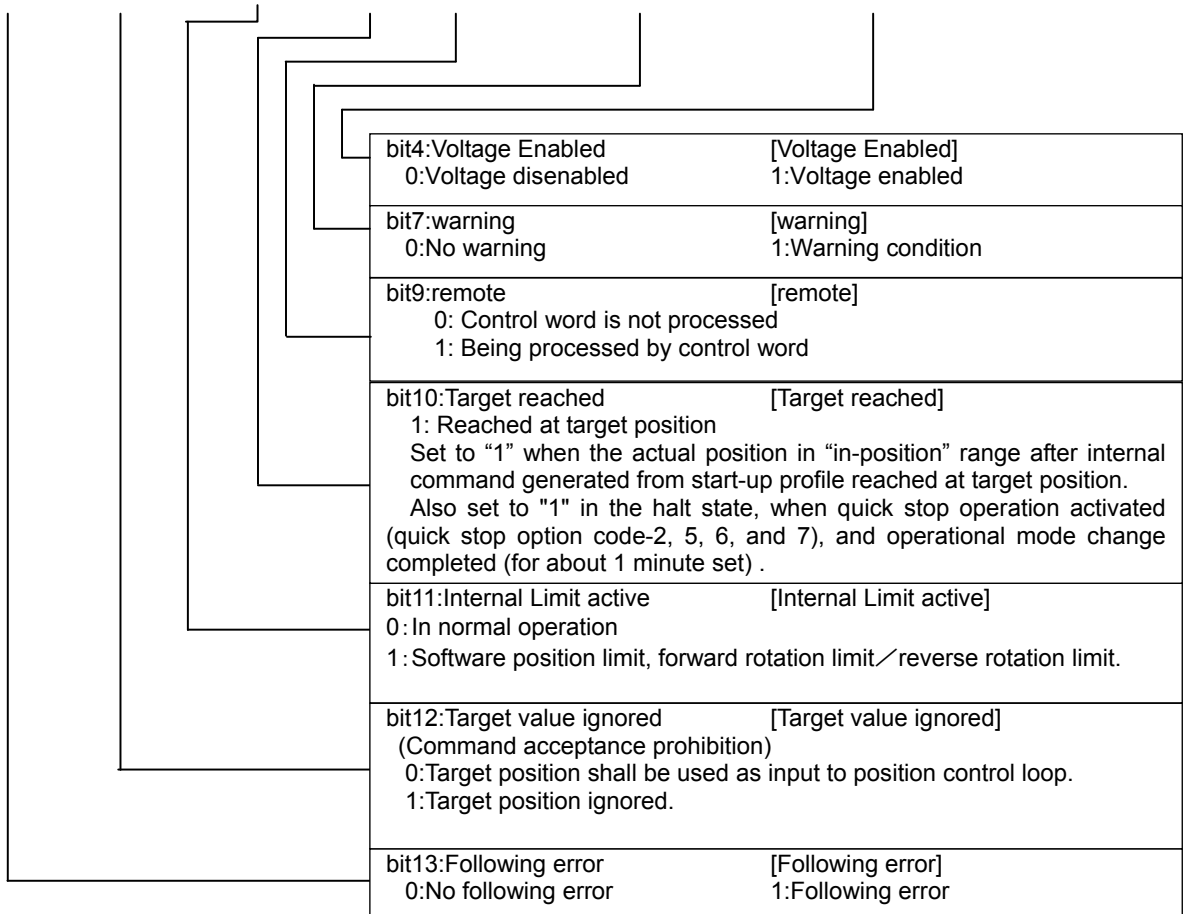 bit4:Voltage Enabled [Voltage Enabled]
0:Voltage disenabled 1:Voltage enabled
bit7:warning [warning]
0:No warning 1:Warning condition
bit9:remote [remote]
0: Control word is not processed
1: Being processed by control word
bit10:Target reached [Target reached]
1: Reached at target position
Set to “1” when the actual position in “in-position” range after internal
command generated from start-up profile reached at target position.
Also set to "1" in the halt state, when quick stop operation activated
(quick stop option code-2, 5, 6, and 7), and operational mode change
completed (for about 1 minute set) .
bit11:Internal Limit active [Internal Limit active]
0:In normal operation
1:Software position limit, forward rotation limit／reverse rotation limit.
bit12:Target value ignored [Target value ignored]
(Command acceptance prohibition)
0:Target position shall be used as input to position control loop.
1:Target position ignored.
bit13:Following error [Following error]
0:No following error 1:Following error